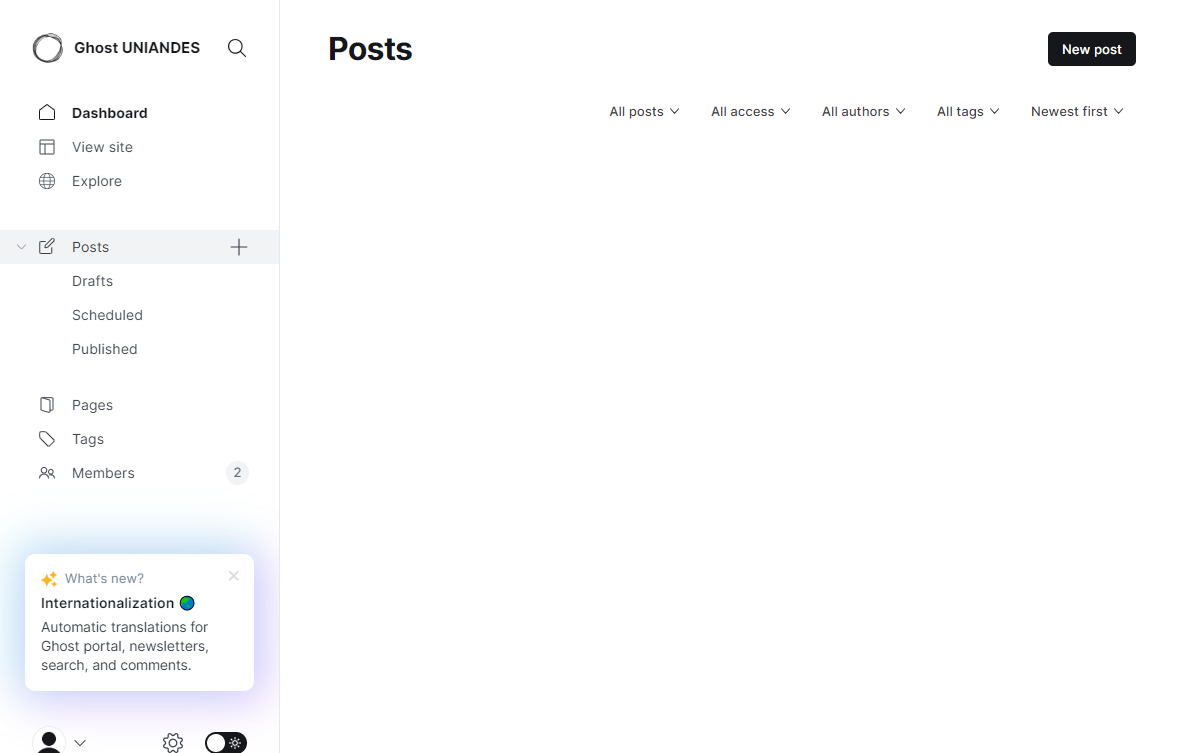 Ghost UNIANDES
Dashboard
View site
Explore
Posts
Drafts
Scheduled
Published
Pages
Tags
Members 2
What's new?
Internationalization
Automatic translations for
Ghost portal, newsletters,
search, and comments.
Posts
New post
All posts All access All authors All tags Newest first